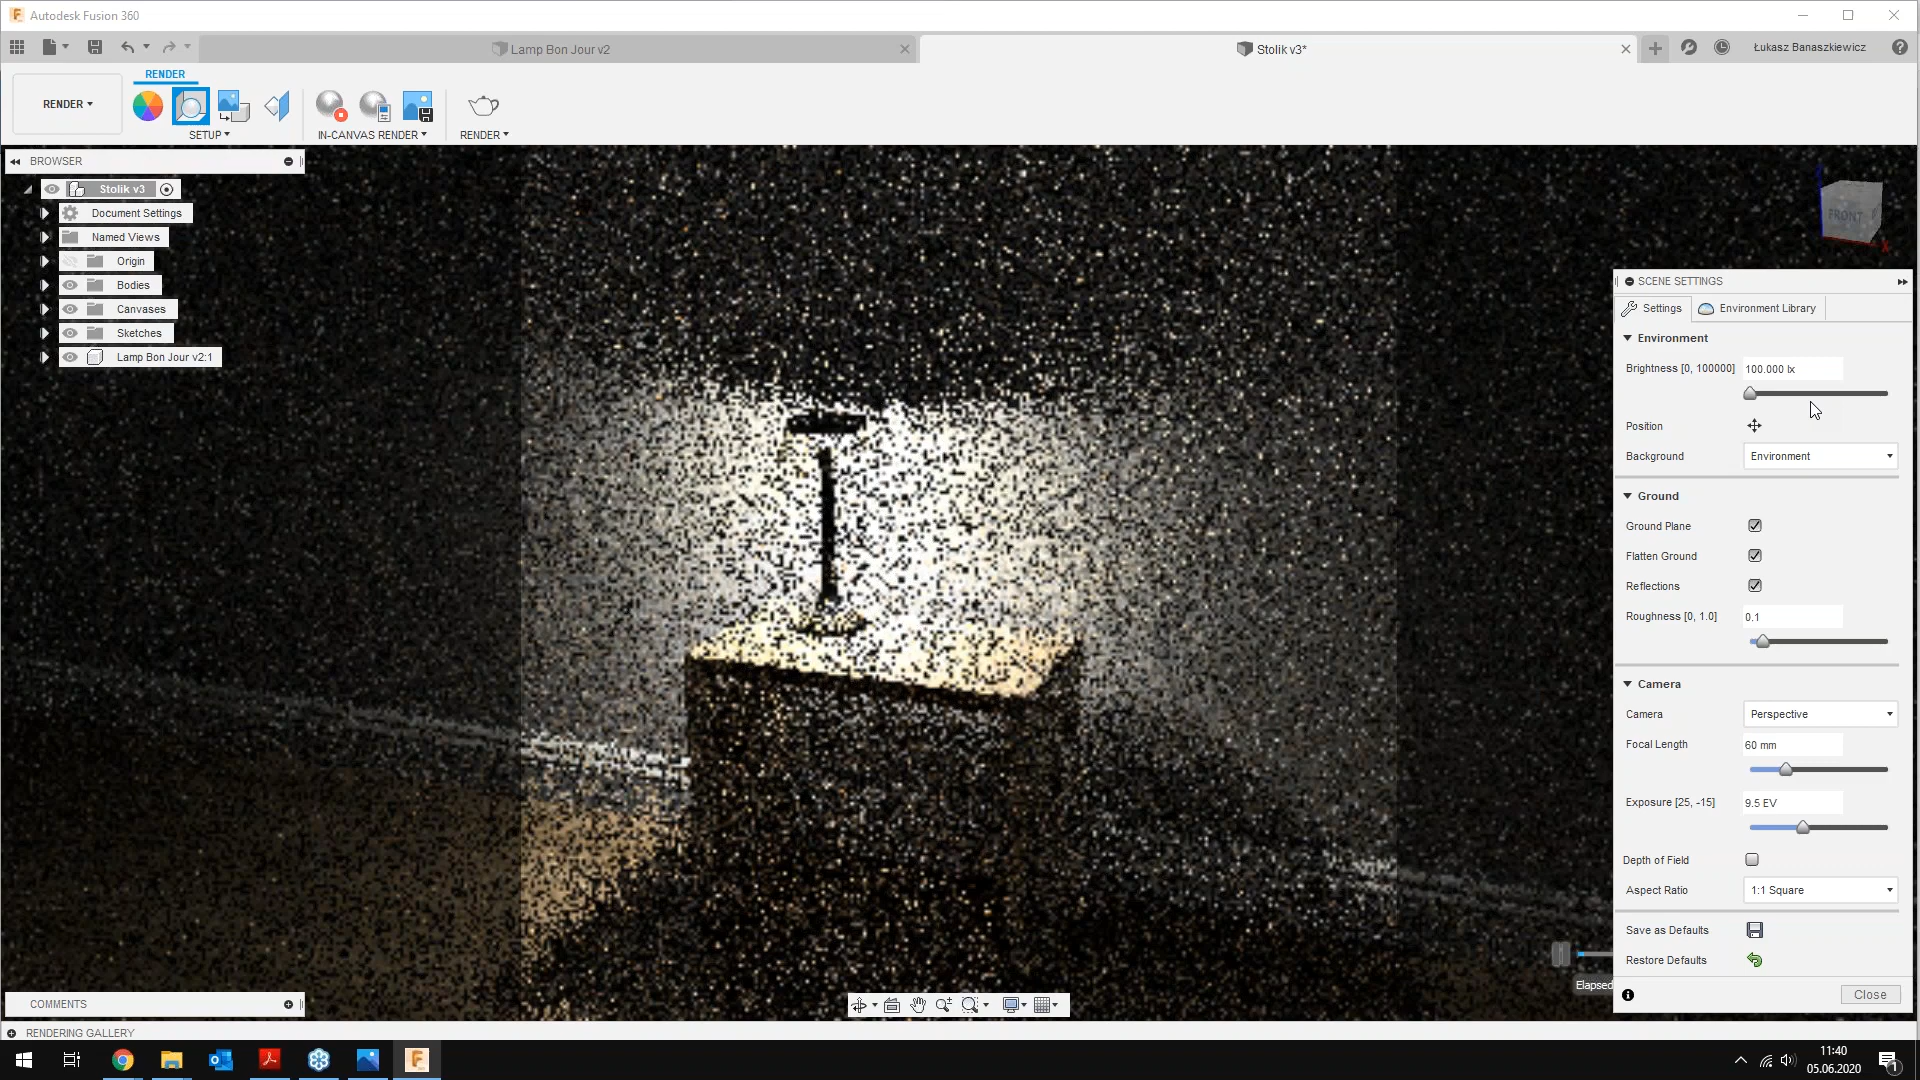 Autodesk Fusion 360
Lamp Bon Jour v2
Stolik v3*
Łukasz Banaszkiewicz
RENDER
RENDER
SETUP
IN-CANVAS RENDER
RENDER
BROWSER
Stolik v3
Document Settings
Named Views
Origin
Bodies
Canvases
Sketches
Lamp Bon Jour v2:1
FRONT
X
SCENE SETTINGS
Settings
Environment Library
Environment
Brightness [0, 100000] 100.000 lx
Position
Background Environment
Ground
Ground Plane
Flatten Ground
Reflections
Roughness [0, 1.0] 0.1
Camera
Camera Perspective
Focal Length 60 mm
Exposure [25, -15] 9.5 EV
Depth of Field
Aspect Ratio 1:1 Square
Save as Defaults
Restore Defaults
Elapsed
Close
COMMENTS
RENDERING GALLERY
11:40
05.06.2020
1